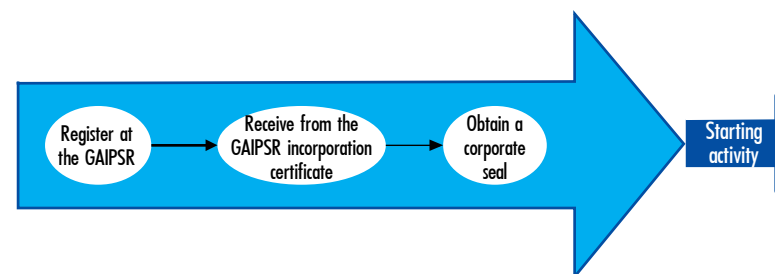 Register at
the GAIPSR
Receive from the
GAIPSR incorporation
certificate
Obtain a
corporate
seal
Starting
activity